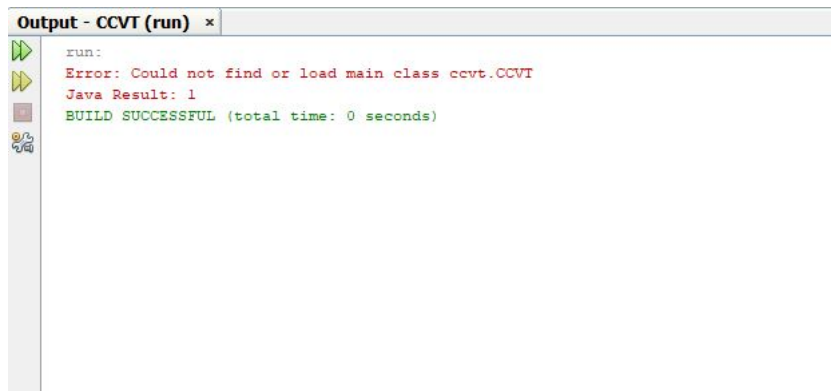 Output - CCVT (run) ×
run:
Error: Could not find or load main class ccvt.CCVT
Java Result: 1
BUILD SUCCESSFUL (total time: 0 seconds)